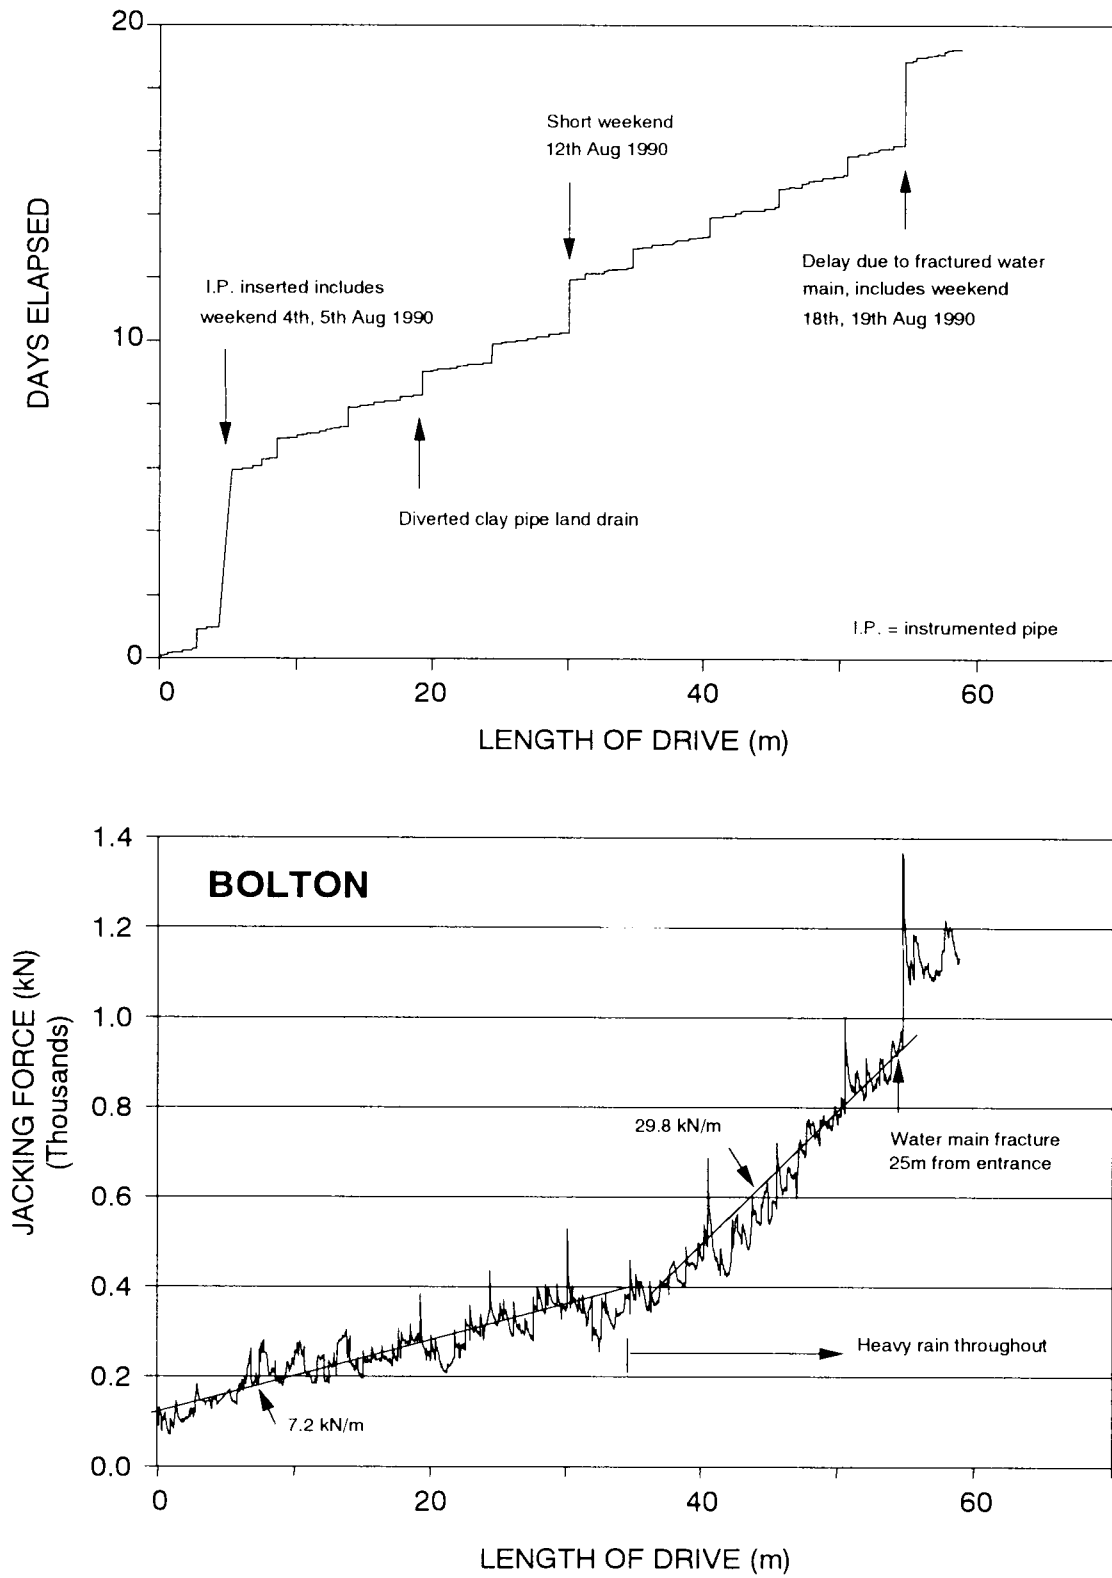 20
10
0
DAYS ELAPSED
Short weekend
12th Aug 1990
I.P. inserted includes
weekend 4th, 5th Aug 1990
Delay due to fractured water
main, includes weekend
18th, 19th Aug 1990
Diverted clay pipe land drain
I.P. = instrumented pipe
0 20 40 60
LENGTH OF DRIVE (m)
BOLTON
1.4
1.2
1.0
0.8
0.6
0.4
0.2
0.0
JACKING FORCE (kN)
(Thousands)
29.8 kN/m
Water main fracture
25m from entrance
Heavy rain throughout
7.2 kN/m
0 20 40 60
LENGTH OF DRIVE (m)